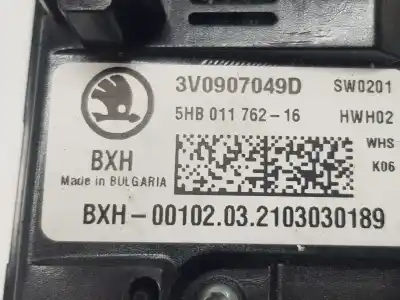 3V0907049D SW0201
5HB 011 762-16 HWH02
BXH WHS
Made in BULGARIA K06
BXH-00102.03.2103030189